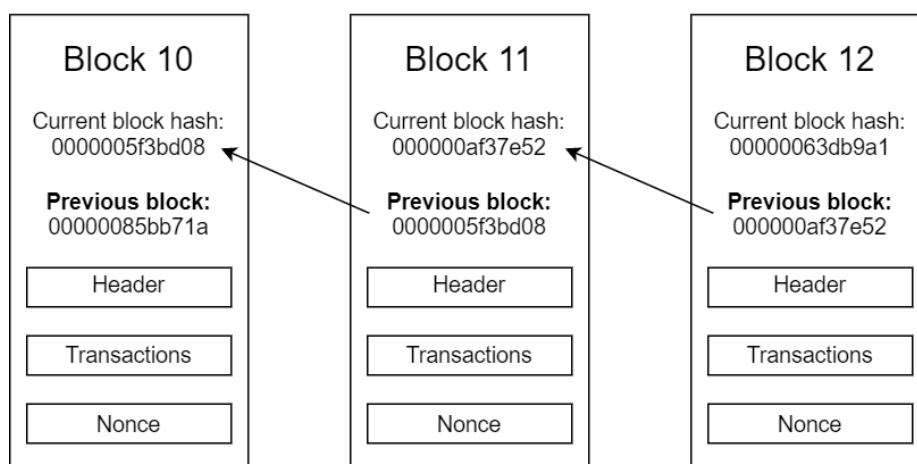 Block 10
Current block hash:
0000005f3bd08
Previous block:
00000085bb71a
Header
Transactions
Nonce
Block 11
Current block hash:
000000af37e52
Previous block:
0000005f3bd08
Header
Transactions
Nonce
Block 12
Current block hash:
00000063db9a1
Previous block:
000000af37e52
Header
Transactions
Nonce